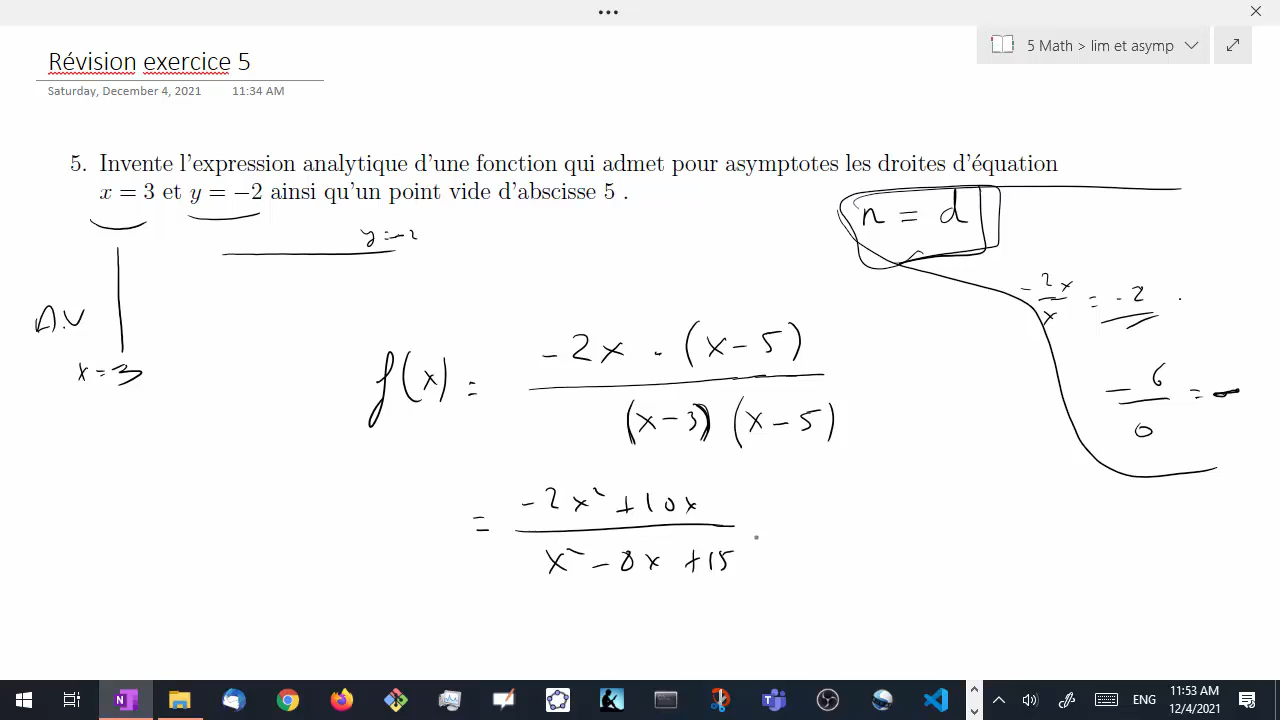 Révision exercice 5
5 Math > lim et asymp
Saturday, December 4, 2021 11:34 AM
5. Invente l'expression analytique d'une fonction qui admet pour asymptotes les droites d'équation
x = 3 et y = −2 ainsi qu'un point vide d'abscisse 5 .
n = d
y = -2
A.V
x = 3
-2x/x = -2
-6/0 = -
f(x) = (-2x . (x-5)) / ((x-3) (x-5))
= (-2x² + 10x) / (x² - 8x + 15)
ENG
11:53 AM
12/4/2021